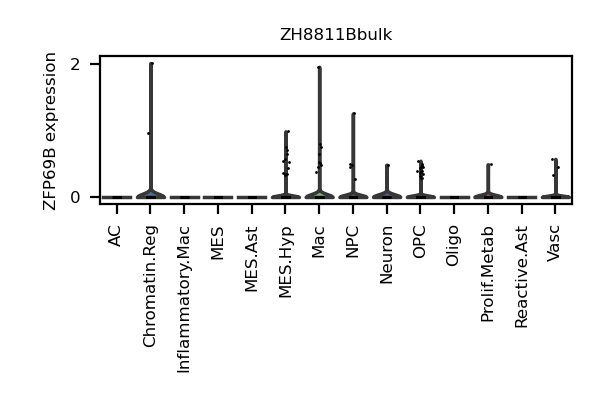 ZH8811Bbulk
ZFP69B expression
2
0
AC
Chromatin.Reg
Inflammatory.Mac
MES
MES.Ast
MES.Hyp
Mac
NPC
Neuron
OPC
Oligo
Prolif.Metab
Reactive.Ast
Vasc